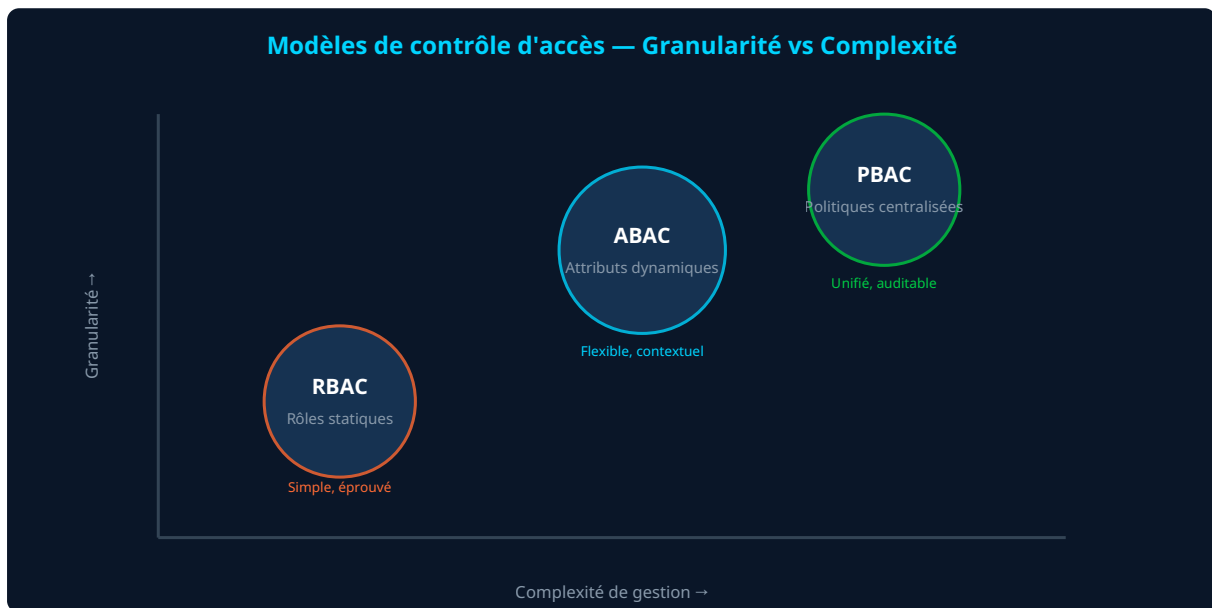 Modèles de contrôle d'accès — Granularité vs Complexité
PBAC
Politiques centralisées
Unifié, auditable
ABAC
Attributs dynamiques
Flexible, contextuel
RBAC
Rôles statiques
Simple, éprouvé
Granularité →
Complexité de gestion →